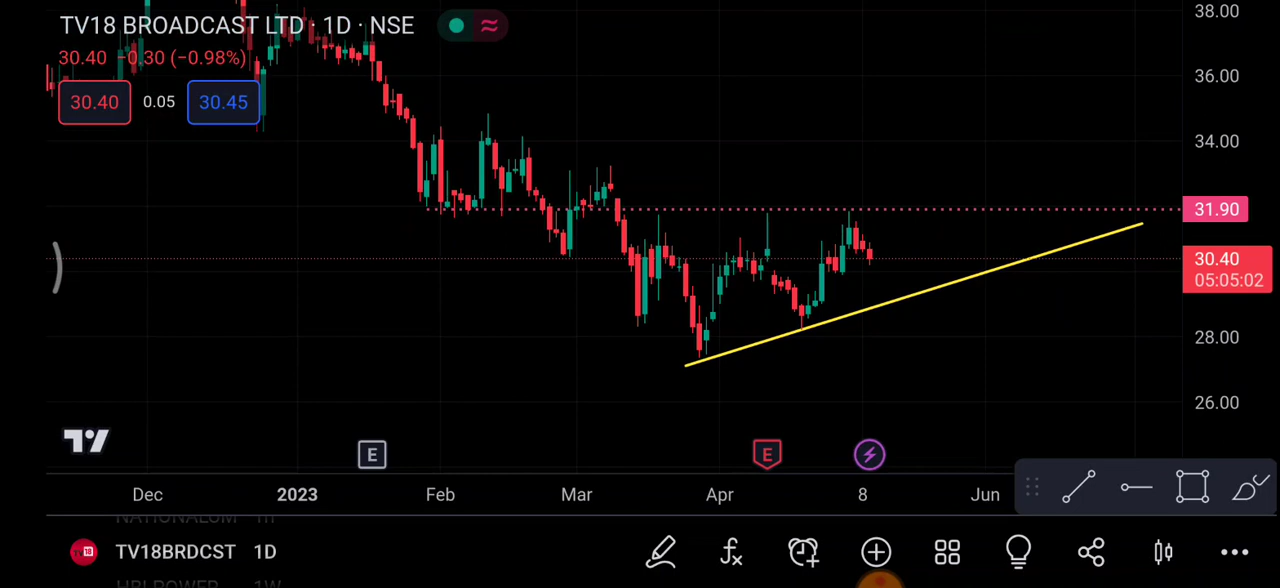 TV18 BROADCAST LTD · 1D · NSE
30.40 −0.30 (−0.98%)
30.40 0.05 30.45
38.00
36.00
34.00
31.90
30.40
05:05:02
28.00
26.00
E E
Dec 2023 Feb Mar Apr 8 Jun
TV18BRDCST 1D